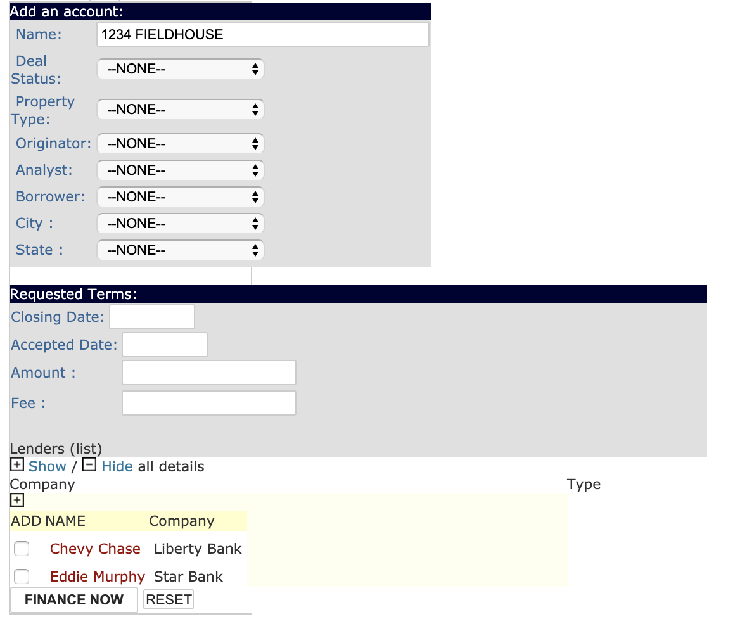 Add an account:
Name: 1234 FIELDHOUSE
Deal
Status: --NONE--
Property
Type: --NONE--
Originator: --NONE--
Analyst: --NONE--
Borrower: --NONE--
City : --NONE--
State : --NONE--
Requested Terms:
Closing Date:
Accepted Date:
Amount :
Fee :
Lenders (list)
Show / Hide all details
Company Type
ADD NAME Company
Chevy Chase Liberty Bank
Eddie Murphy Star Bank
FINANCE NOW RESET